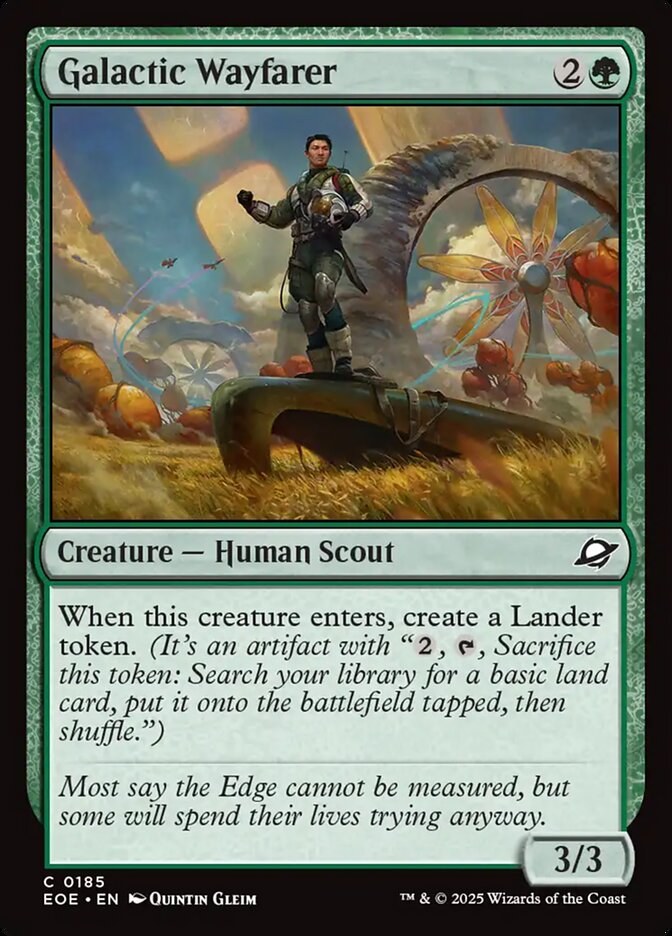 Galactic Wayfarer 2
Creature — Human Scout
When this creature enters, create a Lander
token. (It's an artifact with “2, , Sacrifice
this token: Search your library for a basic land
card, put it onto the battlefield tapped, then
shuffle.”)
Most say the Edge cannot be measured, but
some will spend their lives trying anyway.
3/3
C 0185
EOE • EN Quintin Gleim
™ & © 2025 Wizards of the Coast